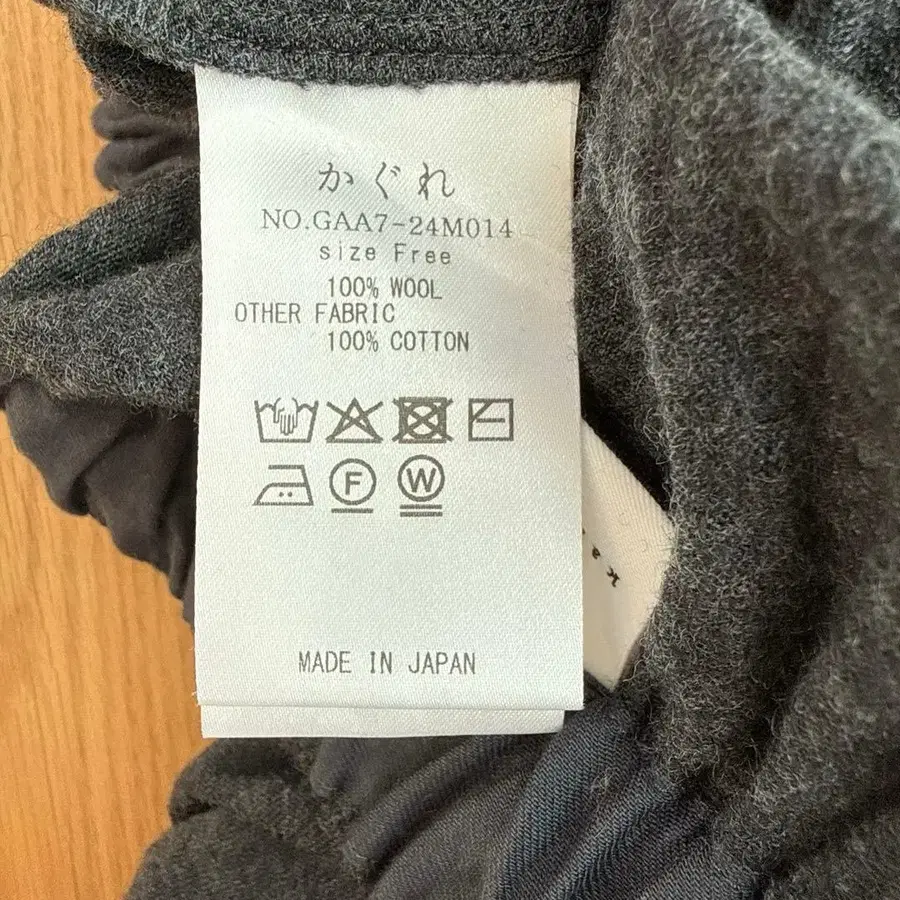 かぐれ
NO.GAA7-24M014
size Free
100% WOOL
OTHER FABRIC
100% COTTON
F
W
MADE IN JAPAN